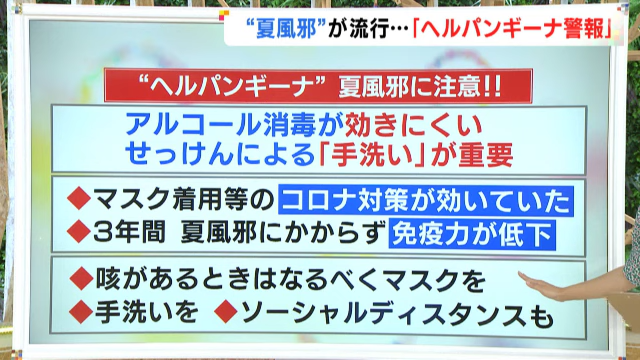 “夏風邪”が流行…「ヘルパンギーナ警報」
“ヘルパンギーナ” 夏風邪に注意!!
アルコール消毒が効きにくい
せっけんによる「手洗い」が重要
◆マスク着用等のコロナ対策が効いていた
◆3年間 夏風邪にかからず免疫力が低下
◆咳があるときはなるべくマスクを
◆手洗いを ◆ソーシャルディスタンスも